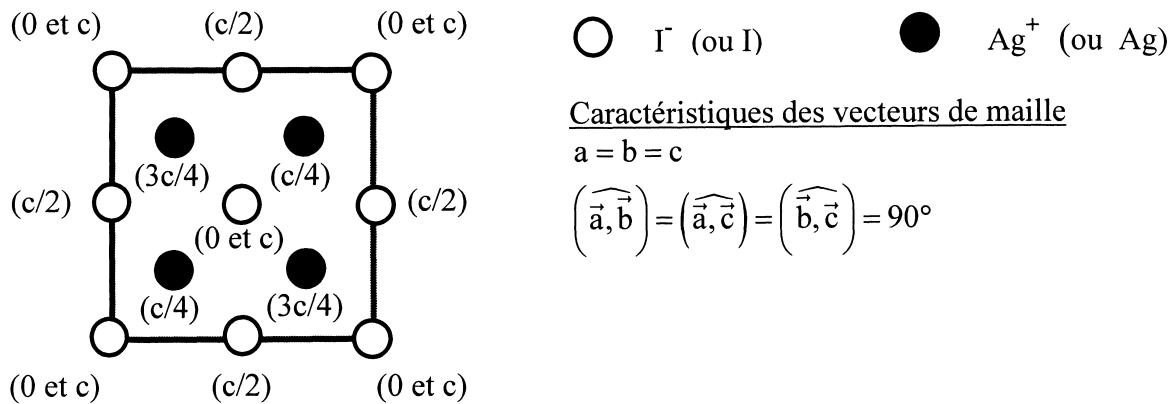 (0 et c) (c/2) (0 et c)
I⁻ (ou I) Ag⁺ (ou Ag)
Caractéristiques des vecteurs de maille
a = b = c
(3c/4) (c/4)
(c/2) (c/2)
(a⃗,b⃗) = (a⃗,c⃗) = (b⃗,c⃗) = 90°
(0 et c)
(c/4) (3c/4)
(0 et c) (c/2) (0 et c)